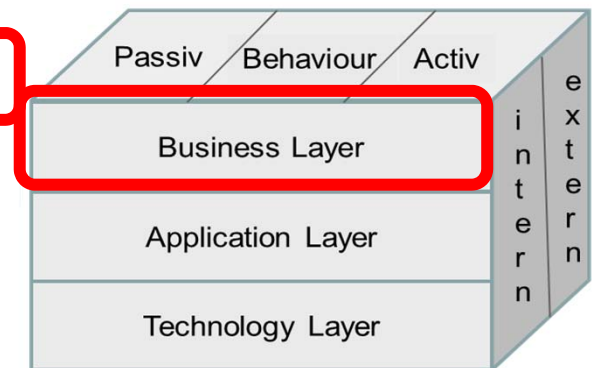 Passiv Behaviour Activ
Business Layer
Application Layer
Technology Layer
intern
extern